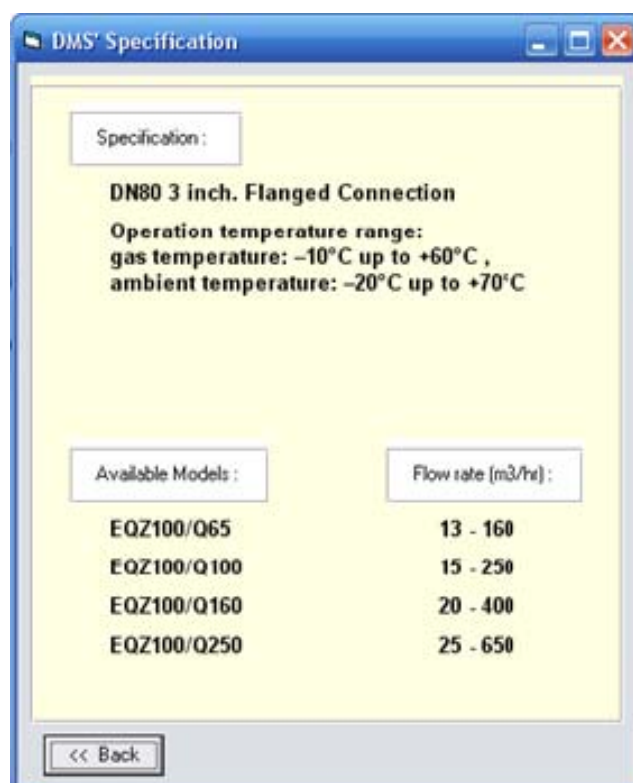 DMS' Specification
Specification :
DN80 3 inch. Flanged Connection
Operation temperature range:
gas temperature: –10°C up to +60°C ,
ambient temperature: –20°C up to +70°C
Available Models : Flow rate (m3/hr) :
EQZ100/Q65 13 - 160
EQZ100/Q100 15 - 250
EQZ100/Q160 20 - 400
EQZ100/Q250 25 - 650
<< Back